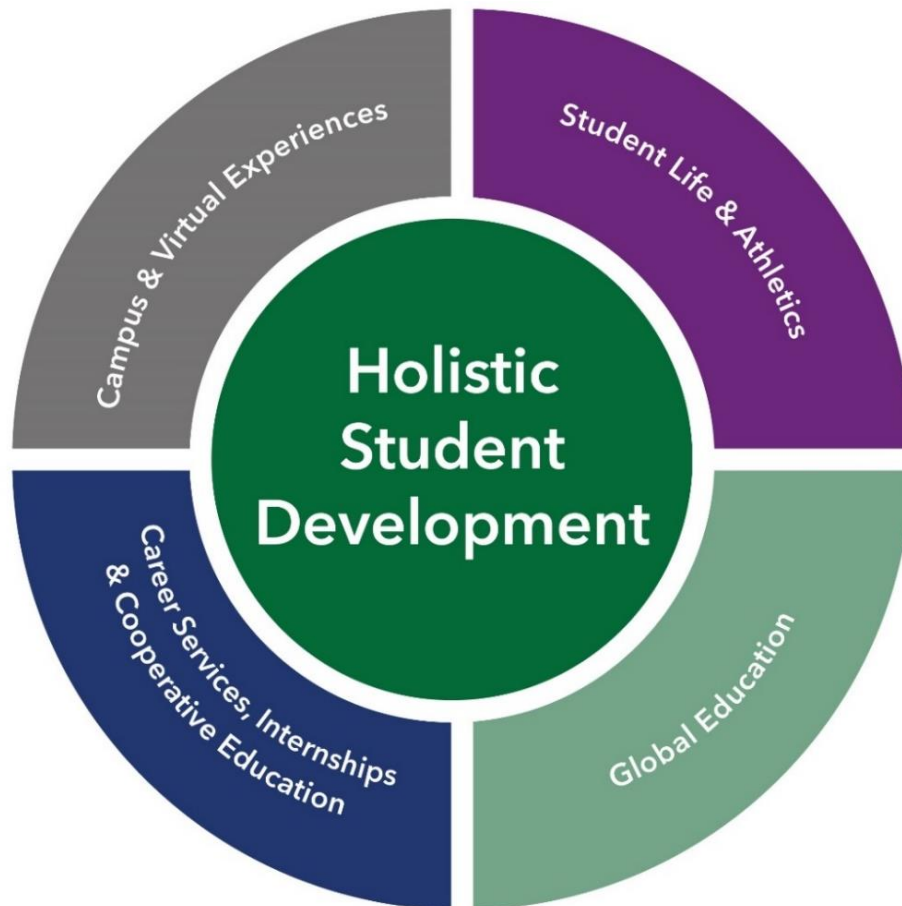 Campus & Virtual Experiences
Student Life & Athletics
Holistic
Student
Development
Career Services, Internships
& Cooperative Education
Global Education